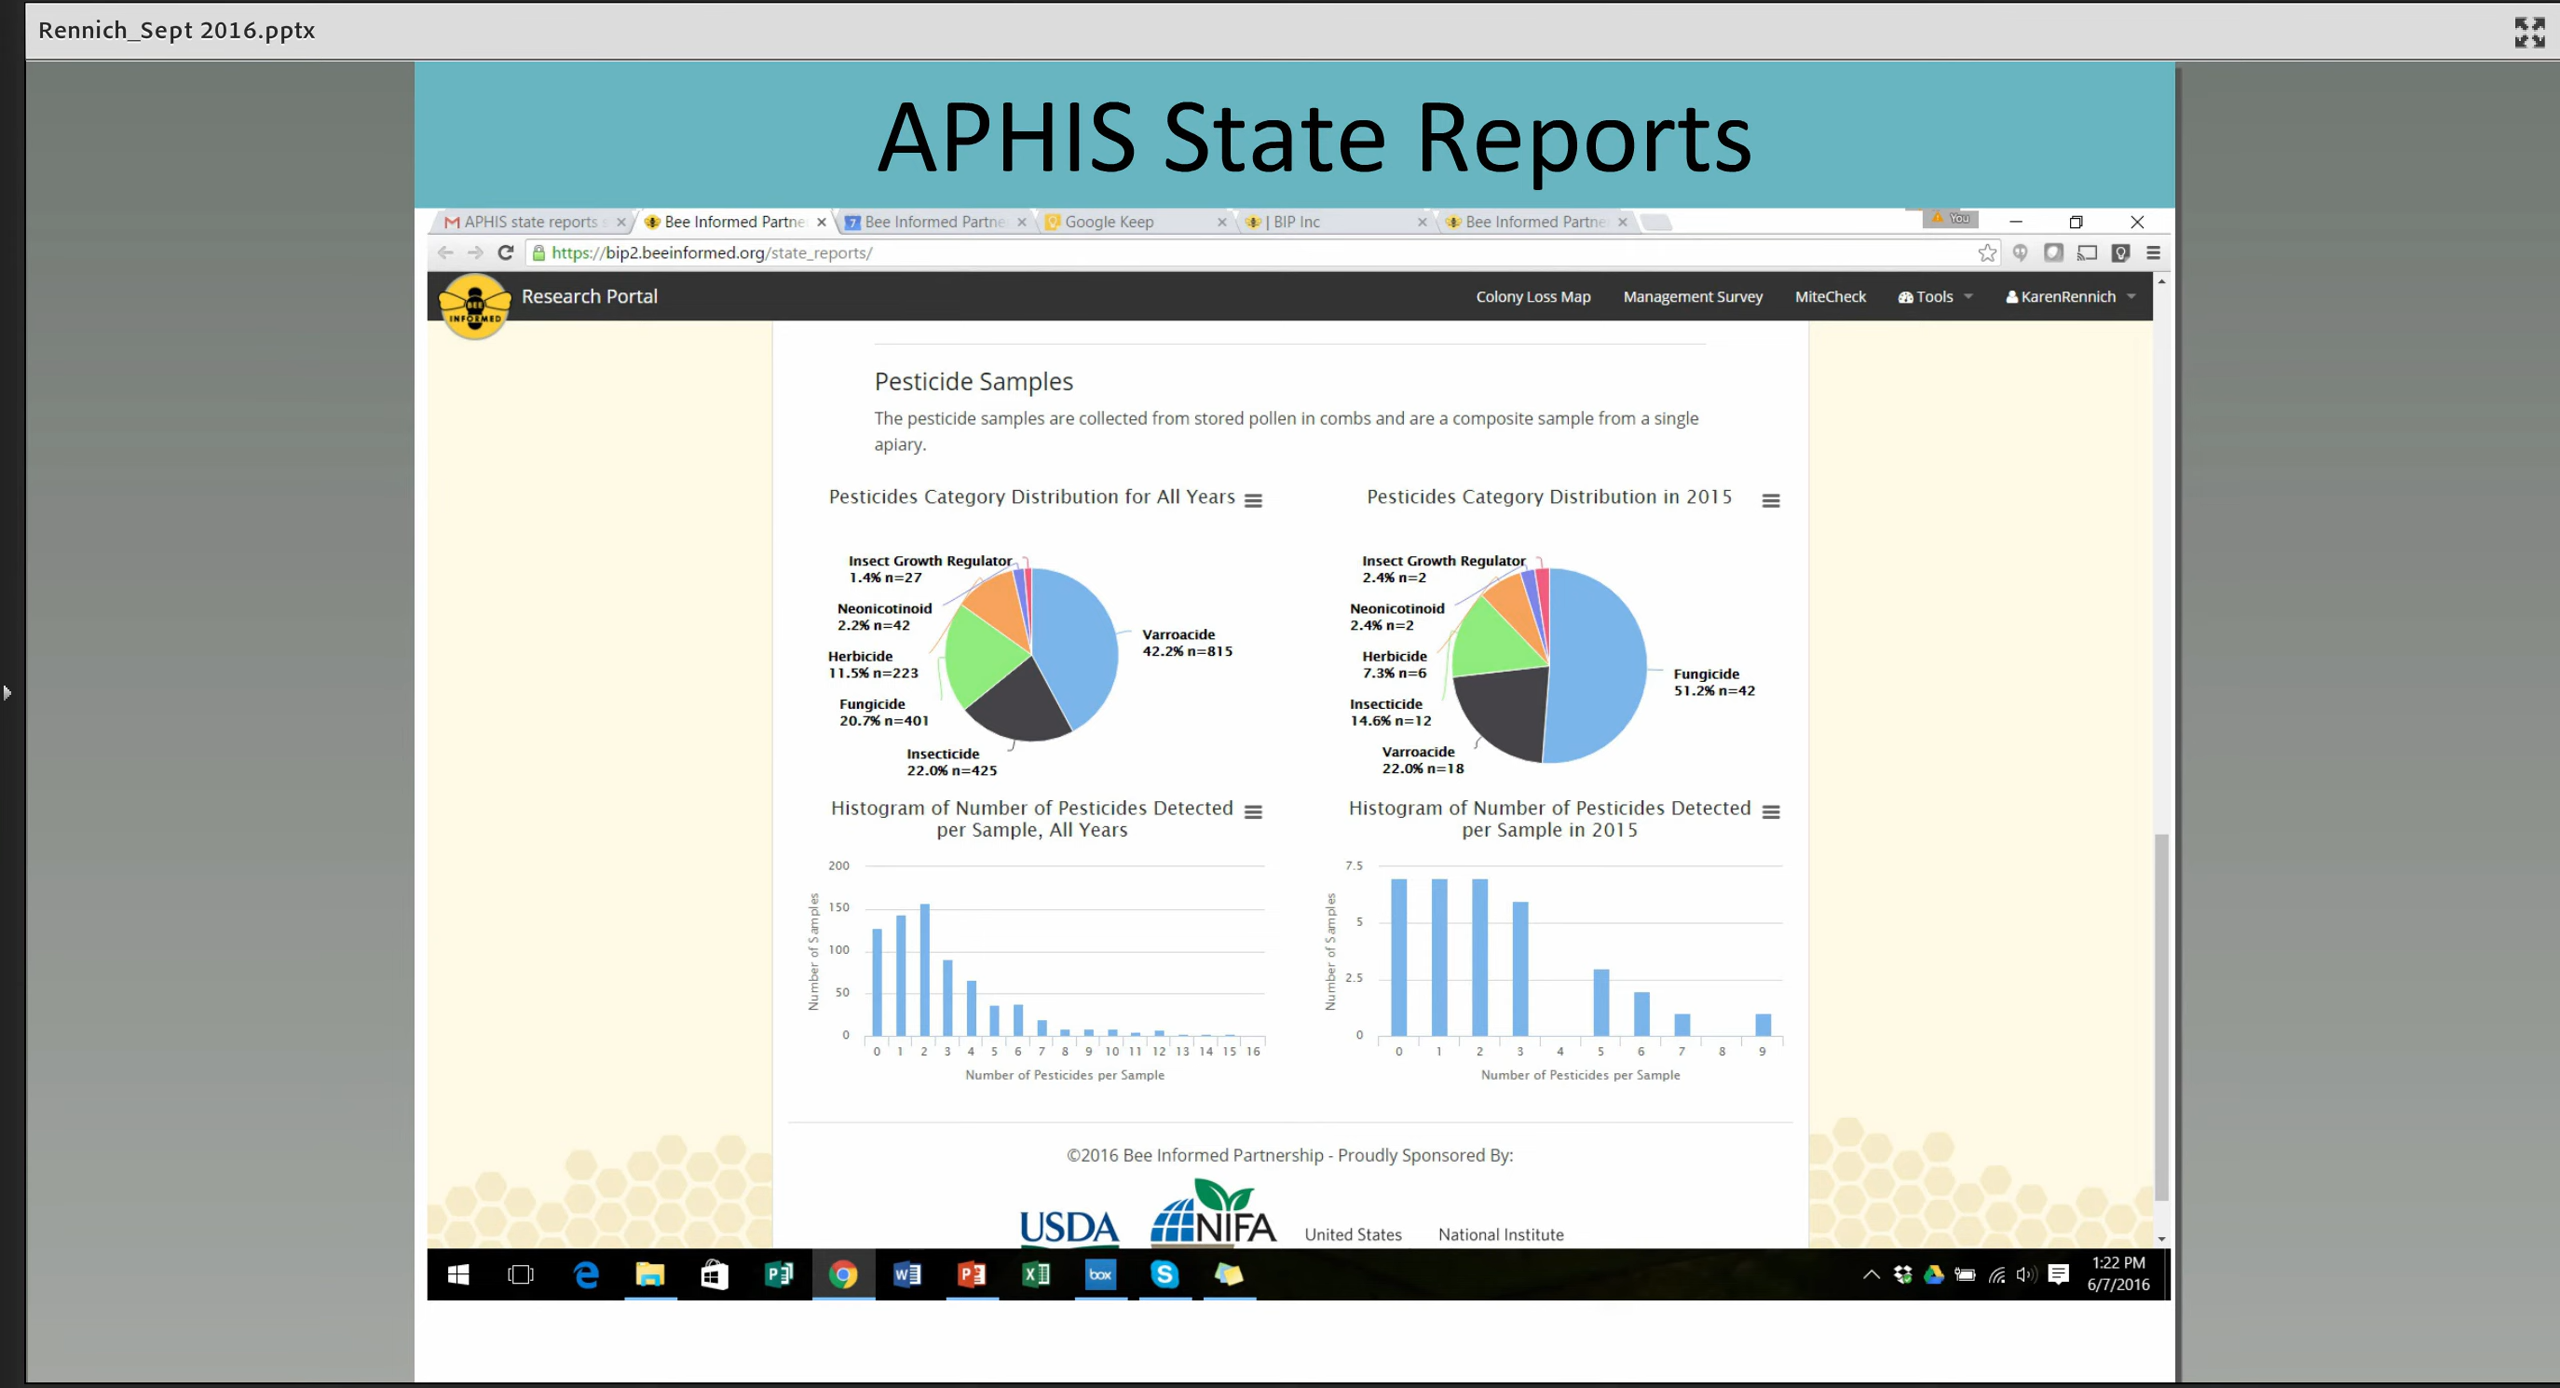 Rennich_Sept 2016.pptx
APHIS State Reports
APHIS state reports
Bee Informed Partne
7 Bee Informed Partne
Google Keep
| BIP Inc
Bee Informed Partne
You
https://bip2.beeinformed.org/state_reports/
BEE
INFORMED
Research Portal
Colony Loss Map
Management Survey
MiteCheck
Tools
KarenRennich
Pesticide Samples
The pesticide samples are collected from stored pollen in combs and are a composite sample from a single
apiary.
Pesticides Category Distribution for All Years
Insect Growth Regulator
1.4% n=27
Neonicotinoid
2.2% n=42
Herbicide
11.5% n=223
Fungicide
20.7% n=401
Insecticide
22.0% n=425
Varroacide
42.2% n=815
Pesticides Category Distribution in 2015
Insect Growth Regulator
2.4% n=2
Neonicotinoid
2.4% n=2
Herbicide
7.3% n=6
Insecticide
14.6% n=12
Varroacide
22.0% n=18
Fungicide
51.2% n=42
Histogram of Number of Pesticides Detected
per Sample, All Years
Number of Samples
200
150
100
50
0
0 1 2 3 4 5 6 7 8 9 10 11 12 13 14 15 16
Number of Pesticides per Sample
Histogram of Number of Pesticides Detected
per Sample in 2015
Number of Samples
7.5
5
2.5
0
0 1 2 3 4 5 6 7 8 9
Number of Pesticides per Sample
©2016 Bee Informed Partnership - Proudly Sponsored By:
USDA
NIFA
United States
National Institute
box
1:22 PM
6/7/2016